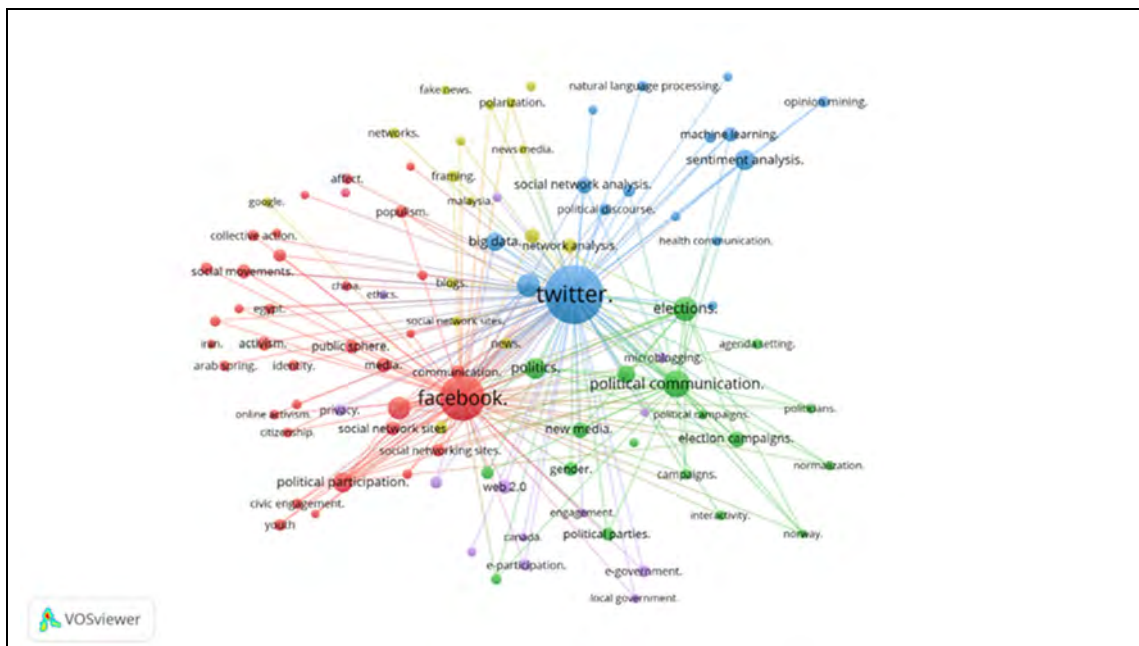 natural language processing.
fake news.
polarization.
opinion mining.
networks.
machine learning.
news media.
sentiment analysis.
affect.
framing.
social network analysis.
google.
malaysia.
populism.
political discourse.
collective action.
big data.
network analysis.
health communication.
social movements.
china.
blogs.
ethics.
twitter.
egypt.
elections.
social network sites.
iran.
activism.
public sphere.
news.
agenda setting.
microblogging.
arab spring.
identity.
media.
communication.
politics.
political communication.
facebook.
online activism.
privacy.
political campaigns.
politicians.
citizenship.
social network sites
new media.
election campaigns.
social networking sites.
gender.
normalization.
political participation.
web 2.0
campaigns.
civic engagement.
engagement.
interactivity.
youth
canada.
political parties.
norway.
e-participation.
e-government.
local government.
VOSviewer